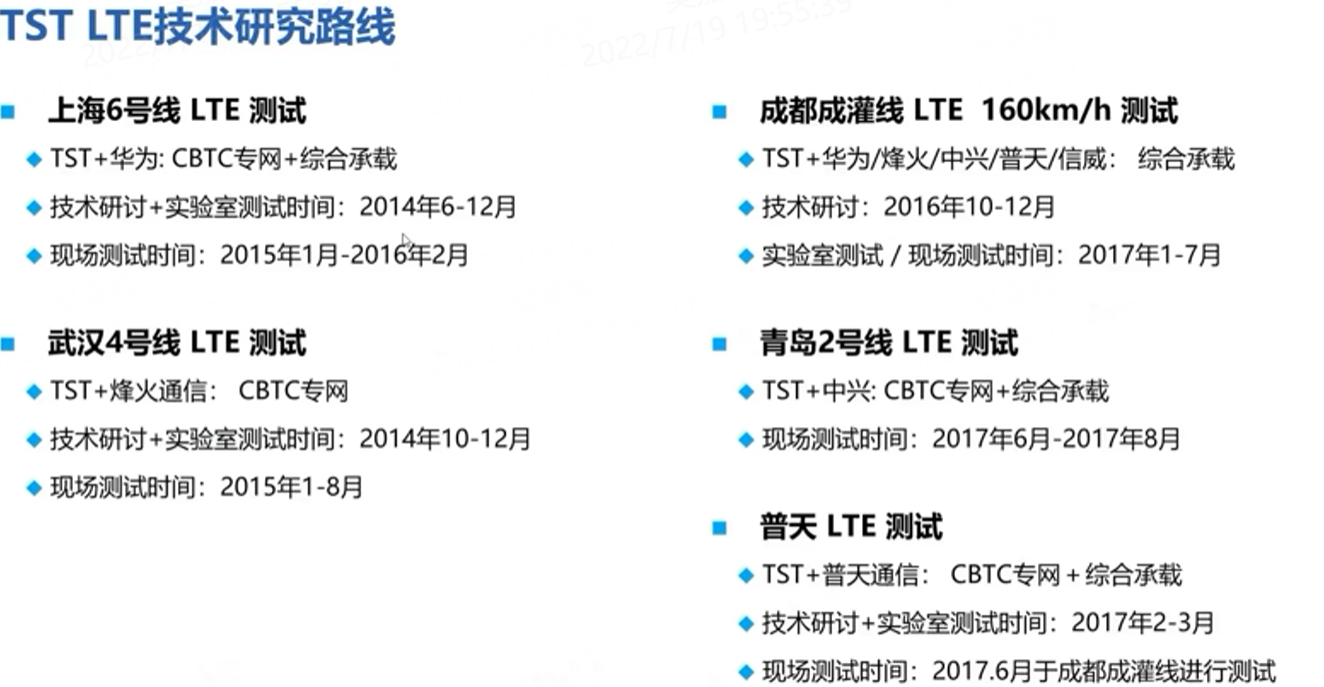 TST LTE技术研究路线
2022/7/19 19:55:39
上海6号线 LTE 测试
TST+华为: CBTC专网+综合承载
技术研讨+实验室测试时间：2014年6-12月
现场测试时间：2015年1月-2016年2月
武汉4号线 LTE 测试
TST+烽火通信： CBTC专网
技术研讨+实验室测试时间：2014年10-12月
现场测试时间：2015年1-8月
成都成灌线 LTE 160km/h 测试
TST+华为/烽火/中兴/普天/信威： 综合承载
技术研讨：2016年10-12月
实验室测试 / 现场测试时间：2017年1-7月
青岛2号线 LTE 测试
TST+中兴: CBTC专网+综合承载
现场测试时间：2017年6月-2017年8月
普天 LTE 测试
TST+普天通信： CBTC专网 + 综合承载
技术研讨+实验室测试时间：2017年2-3月
现场测试时间：2017.6月于成都成灌线进行测试